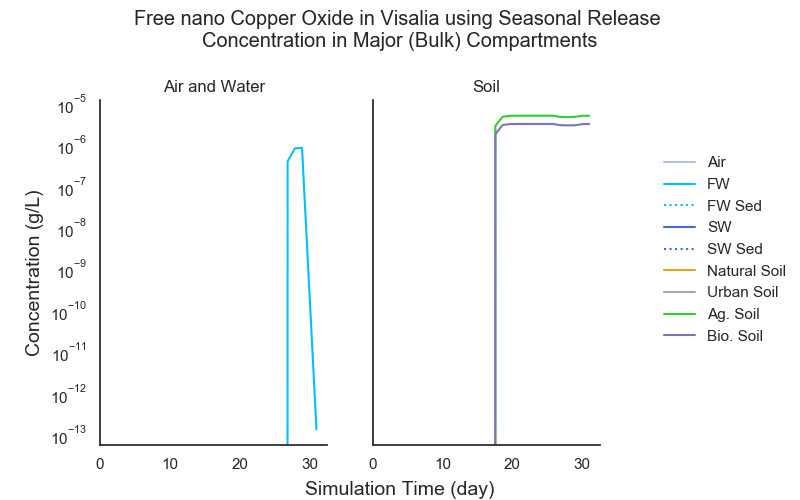 Free nano Copper Oxide in Visalia using Seasonal Release
Concentration in Major (Bulk) Compartments
Air and Water
Soil
Concentration (g/L)
10⁻⁵
10⁻⁶
10⁻⁷
10⁻⁸
10⁻⁹
10⁻¹⁰
10⁻¹¹
10⁻¹²
10⁻¹³
0 10 20 30
0 10 20 30
Simulation Time (day)
Air
FW
FW Sed
SW
SW Sed
Natural Soil
Urban Soil
Ag. Soil
Bio. Soil